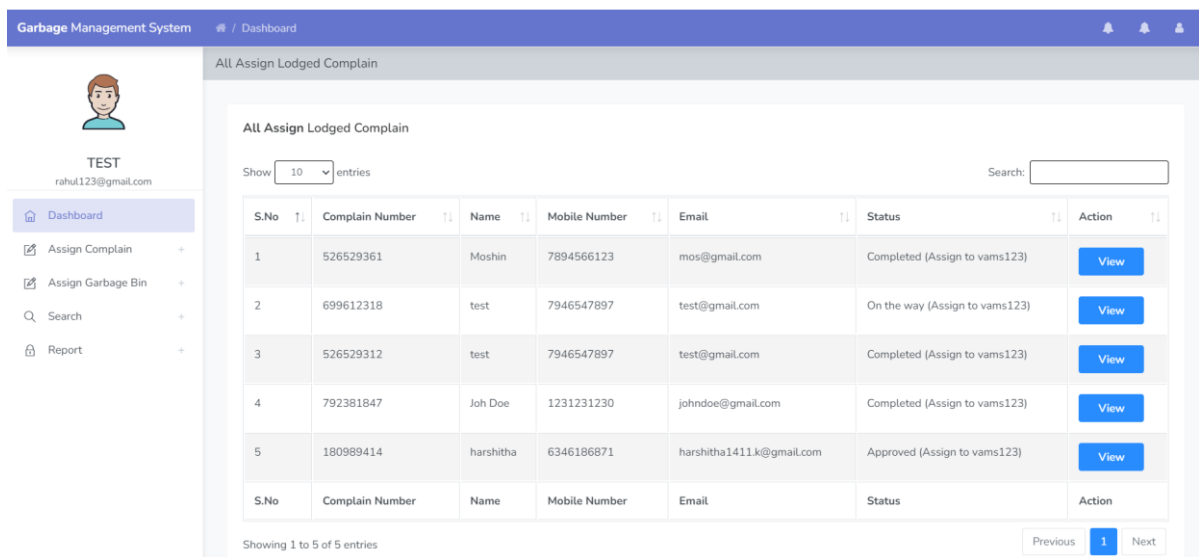 Garbage Management System / Dashboard
All Assign Lodged Complain
TEST
rahul123@gmail.com
Dashboard
Assign Complain +
Assign Garbage Bin +
Search +
Report +
All Assign Lodged Complain
Show 10 entries Search:
S.No Complain Number Name Mobile Number Email Status Action
1 526529361 Moshin 7894566123 mos@gmail.com Completed (Assign to vams123) View
2 699612318 test 7946547897 test@gmail.com On the way (Assign to vams123) View
3 526529312 test 7946547897 test@gmail.com Completed (Assign to vams123) View
4 792381847 Joh Doe 1231231230 johndoe@gmail.com Completed (Assign to vams123) View
5 180989414 harshitha 6346186871 harshitha1411.k@gmail.com Approved (Assign to vams123) View
S.No Complain Number Name Mobile Number Email Status Action
Showing 1 to 5 of 5 entries Previous 1 Next